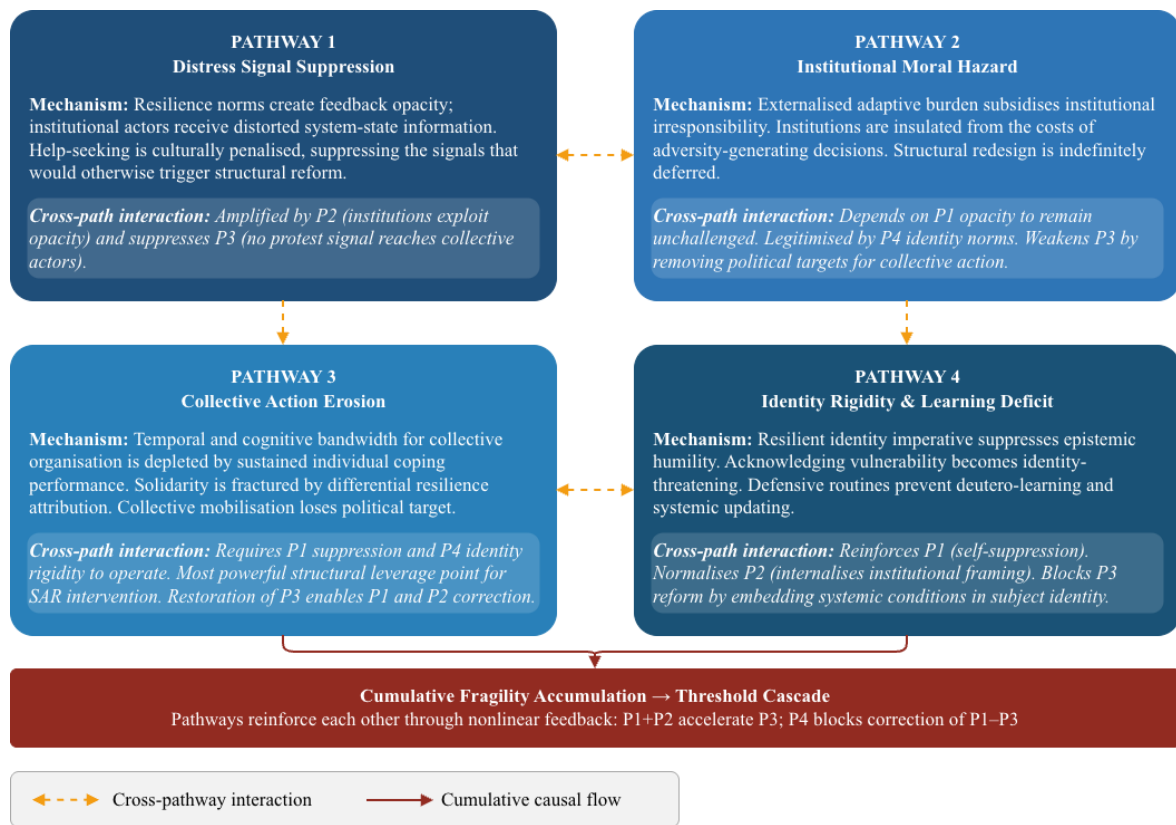 PATHWAY 1
Distress Signal Suppression
Mechanism: Resilience norms create feedback opacity;
institutional actors receive distorted system-state information.
Help-seeking is culturally penalised, suppressing the signals that
would otherwise trigger structural reform.
Cross-path interaction: Amplified by P2 (institutions exploit
opacity) and suppresses P3 (no protest signal reaches collective
actors).
PATHWAY 2
Institutional Moral Hazard
Mechanism: Externalised adaptive burden subsidises institutional
irresponsibility. Institutions are insulated from the costs of
adversity-generating decisions. Structural redesign is indefinitely
deferred.
Cross-path interaction: Depends on P1 opacity to remain
unchallenged. Legitimised by P4 identity norms. Weakens P3 by
removing political targets for collective action.
PATHWAY 3
Collective Action Erosion
Mechanism: Temporal and cognitive bandwidth for collective
organisation is depleted by sustained individual coping
performance. Solidarity is fractured by differential resilience
attribution. Collective mobilisation loses political target.
Cross-path interaction: Requires P1 suppression and P4 identity
rigidity to operate. Most powerful structural leverage point for
SAR intervention. Restoration of P3 enables P1 and P2 correction.
PATHWAY 4
Identity Rigidity & Learning Deficit
Mechanism: Resilient identity imperative suppresses epistemic
humility. Acknowledging vulnerability becomes identity-
threatening. Defensive routines prevent deutero-learning and
systemic updating.
Cross-path interaction: Reinforces P1 (self-suppression).
Normalises P2 (internalises institutional framing). Blocks P3
reform by embedding systemic conditions in subject identity.
Cumulative Fragility Accumulation → Threshold Cascade
Pathways reinforce each other through nonlinear feedback: P1+P2 accelerate P3; P4 blocks correction of P1–P3
Cross-pathway interaction
Cumulative causal flow